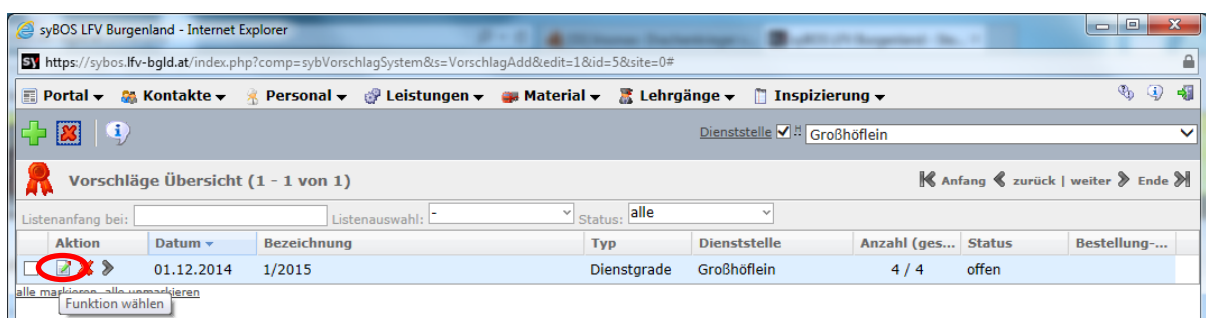 syBOS LFV Burgenland - Internet Explorer
sy https://sybos.lfv-bgld.at/index.php?comp=sybVorschlagSystem&s=VorschlagAdd&edit=1&id=5&site=0#
Portal Kontakte Personal Leistungen Material Lehrgänge Inspizierung
Dienststelle Großhöflein
Vorschläge Übersicht (1 - 1 von 1) Anfang zurück | weiter Ende
Listenanfang bei: Listenauswahl: - Status: alle
Aktion Datum Bezeichnung Typ Dienststelle Anzahl (ges... Status Bestellung-...
01.12.2014 1/2015 Dienstgrade Großhöflein 4 / 4 offen
alle markieren alle unmarkieren
Funktion wählen